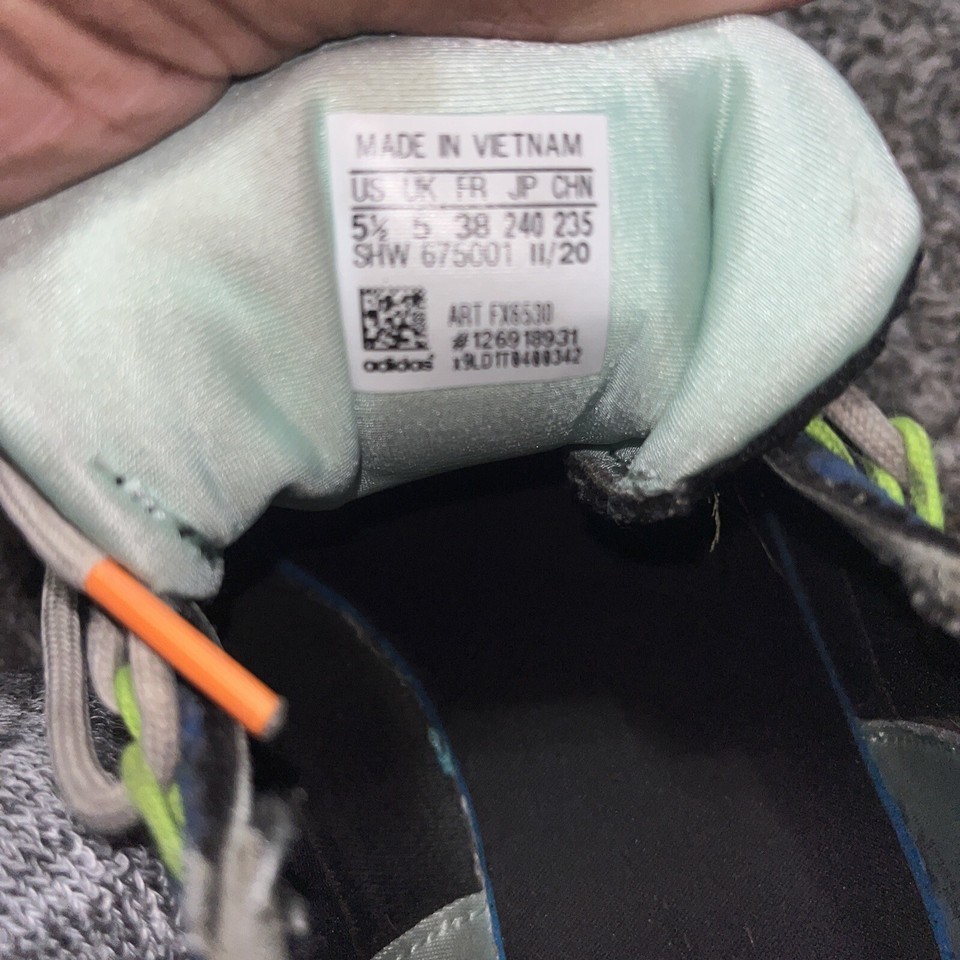 MADE IN VIETNAM
US UK FR JP CHN
5½ 5 38 240 235
SHW 675001 11/20
ART FX6530
#126918931
adidas x9LD1T0400342